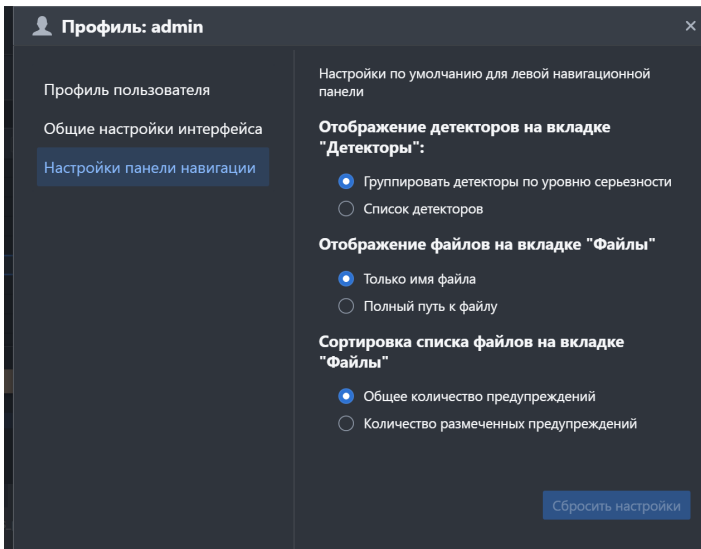 Профиль: admin
Профиль пользователя
Общие настройки интерфейса
Настройки панели навигации
Настройки по умолчанию для левой навигационной
панели
Отображение детекторов на вкладке
"Детекторы":
Группировать детекторы по уровню серьезности
Список детекторов
Отображение файлов на вкладке "Файлы"
Только имя файла
Полный путь к файлу
Сортировка списка файлов на вкладке
"Файлы"
Общее количество предупреждений
Количество размеченных предупреждений
Сбросить настройки